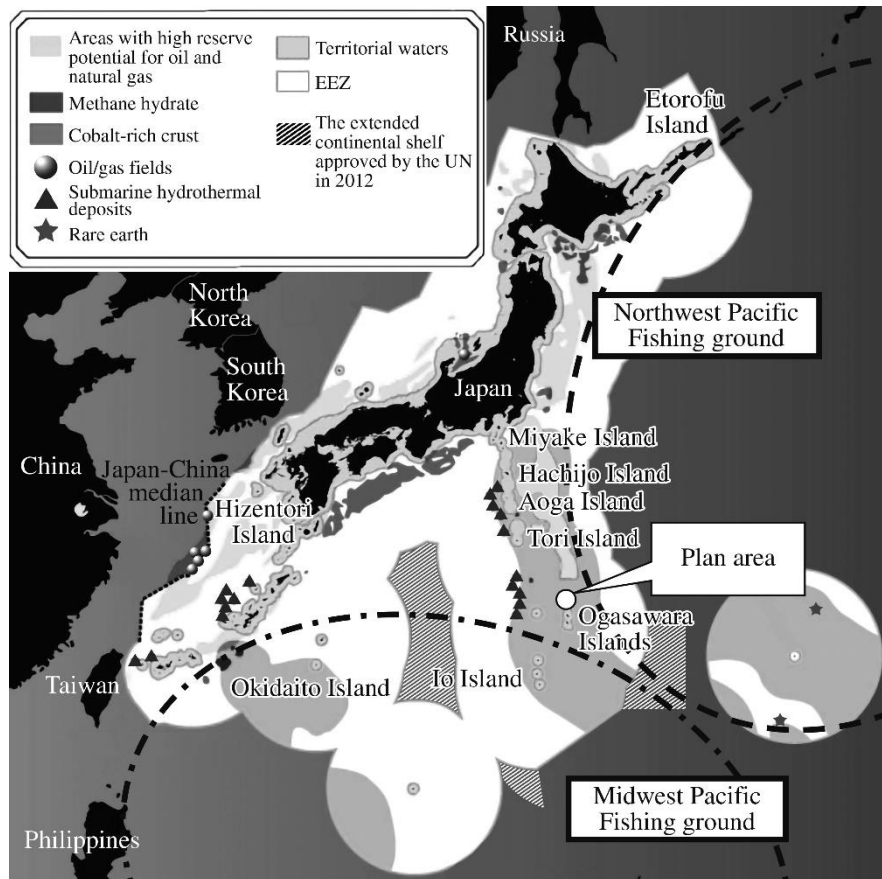 Areas with high reserve
potential for oil and
natural gas
Methane hydrate
Cobalt-rich crust
Oil/gas fields
Submarine hydrothermal
deposits
Rare earth
Territorial waters
EEZ
The extended
continental shelf
approved by the UN
in 2012
Russia
Etorofu
Island
North
Korea
South
Korea
Northwest Pacific
Fishing ground
Japan
China
Japan-China
median
line
Hizentori
Island
Miyake Island
Hachijo Island
Aoga Island
Tori Island
Plan area
Ogasawara
Islands
Taiwan
Okidaito Island
Io Island
Midwest Pacific
Fishing ground
Philippines